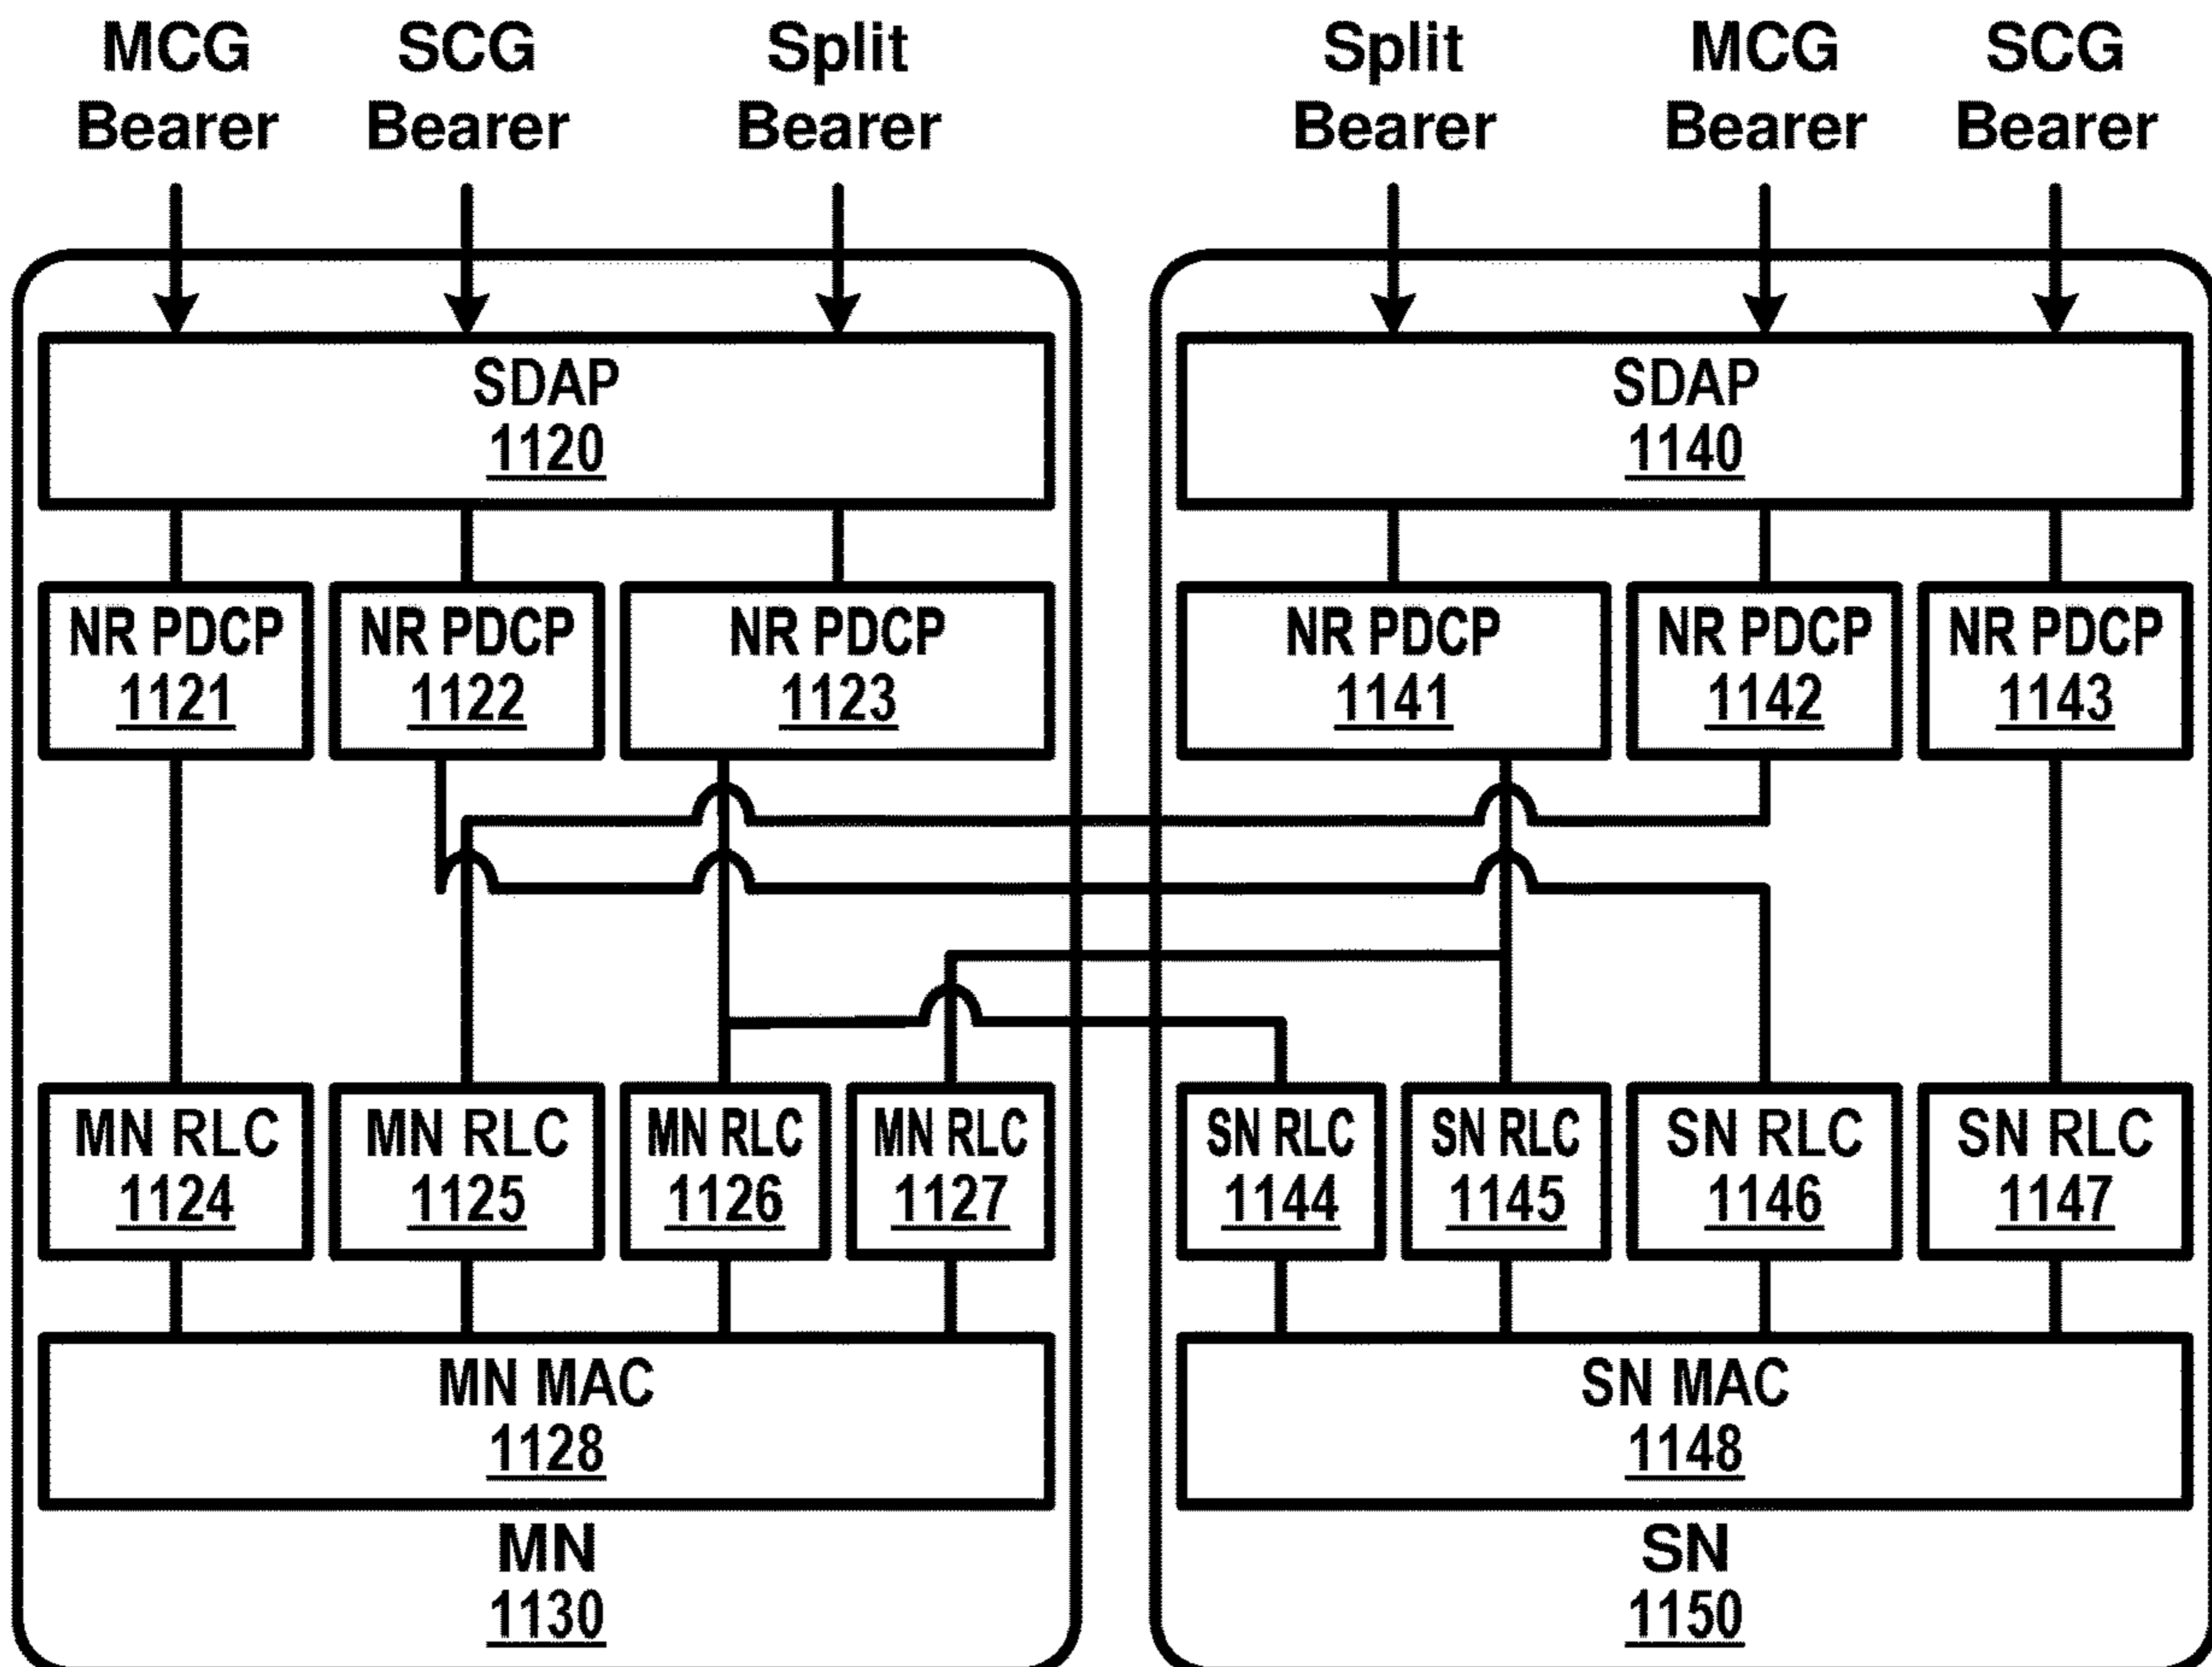 MCG
Bearer
SCG
Bearer
Split
Bearer
Split
Bearer
MCG
Bearer
SCG
Bearer
SDAP
1120
SDAP
1140
NR PDCP
1121
NR PDCP
1122
NR PDCP
1123
NR PDCP
1141
NR PDCP
1142
NR PDCP
1143
MN RLC
1124
MN RLC
1125
MN RLC
1126
MN RLC
1127
SN RLC
1144
SN RLC
1145
SN RLC
1146
SN RLC
1147
MN MAC
1128
SN MAC
1148
MN
1130
SN
1150